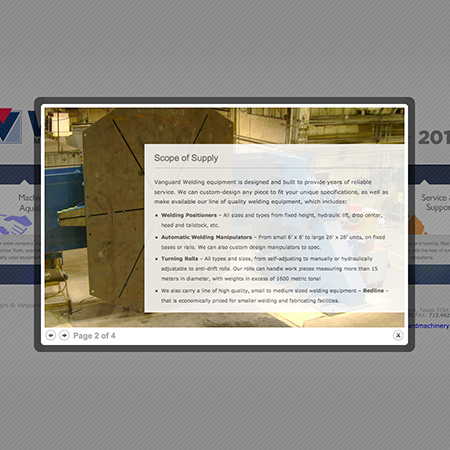 201
Scope of Supply
Vanguard Welding equipment is designed and built to provide years of reliable
service. We can custom-design any piece to fit your unique specifications, as well as
make available our line of quality welding equipment, which includes:
• Welding Positioners – All sizes and types from fixed height, hydraulic lift, drop center,
head and tailstock, etc.
• Automatic Welding Manipulators – From small 6' x 6' to large 26' x 26' units, on fixed
bases or rails. We can also custom design manipulators to spec.
• Turning Rolls – All types and sizes, from self-adjusting to manually or hydraulically
adjustable to anti-drift rolls. Our rolls can handle work pieces measuring more than 15
meters in diameter, with weights in excess of 1600 metric tons!
• We also carry a line of high quality, small to medium sized welding equipment – Redline –
that is economically priced for smaller welding and fabricating facilities.
Machi
Acquis
Service &
Support
Page 2 of 4
X